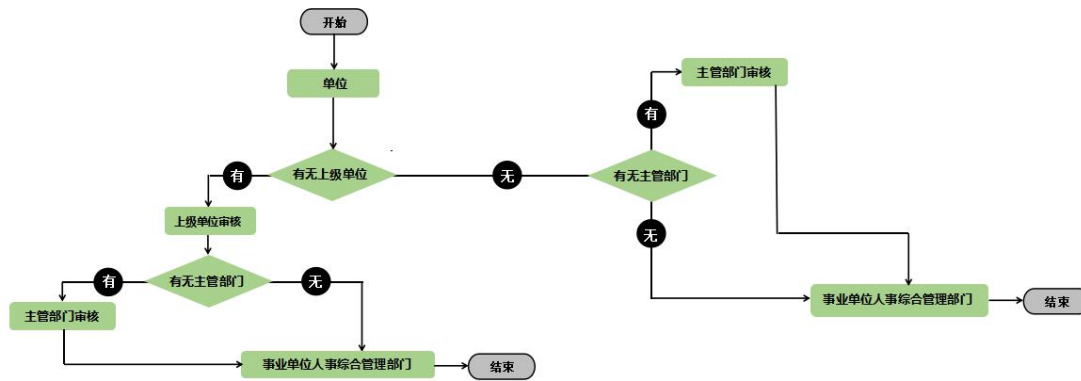 开始
单位
主管部门审核
有
有无上级单位
有
无
有无主管部门
上级单位审核
无
有无主管部门
有
无
主管部门审核
事业单位人事综合管理部门
结束
事业单位人事综合管理部门
结束